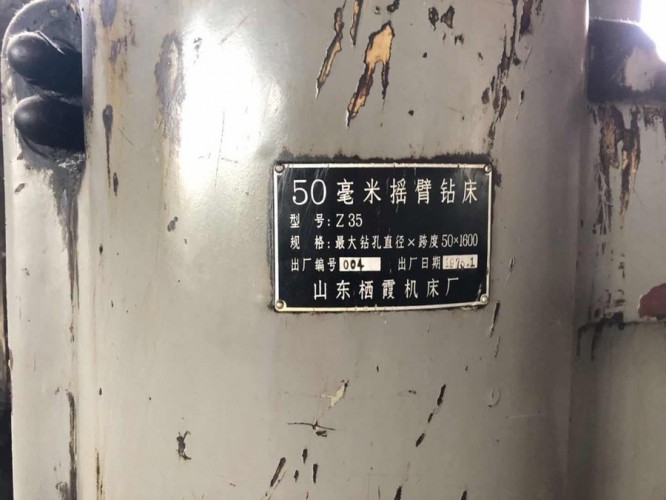 50毫米摇臂钻床
型号:Z35
规格:最大钻孔直径×跨度50×1600
出厂编号 004 出厂日期
山东栖霞机床厂